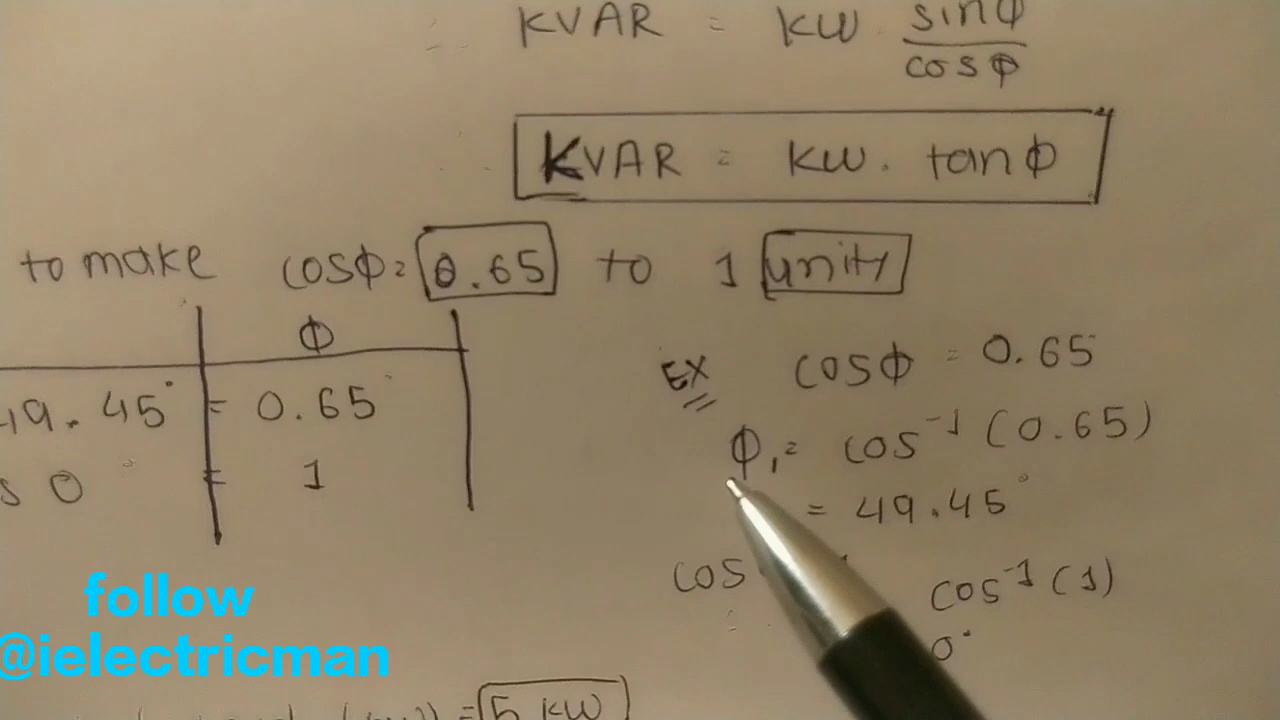 KVAR = KW sinϕ
cosϕ
KVAR = KW. tanϕ
to make cosϕ= 0.65 to 1 unity
ϕ
49.45° = 0.65
0 = 1
EX cosϕ = 0.65
ϕ₁= cos⁻¹ (0.65)
= 49.45°
cos cos⁻¹ (1)
0°
= 5 KW
follow
@ielectricman